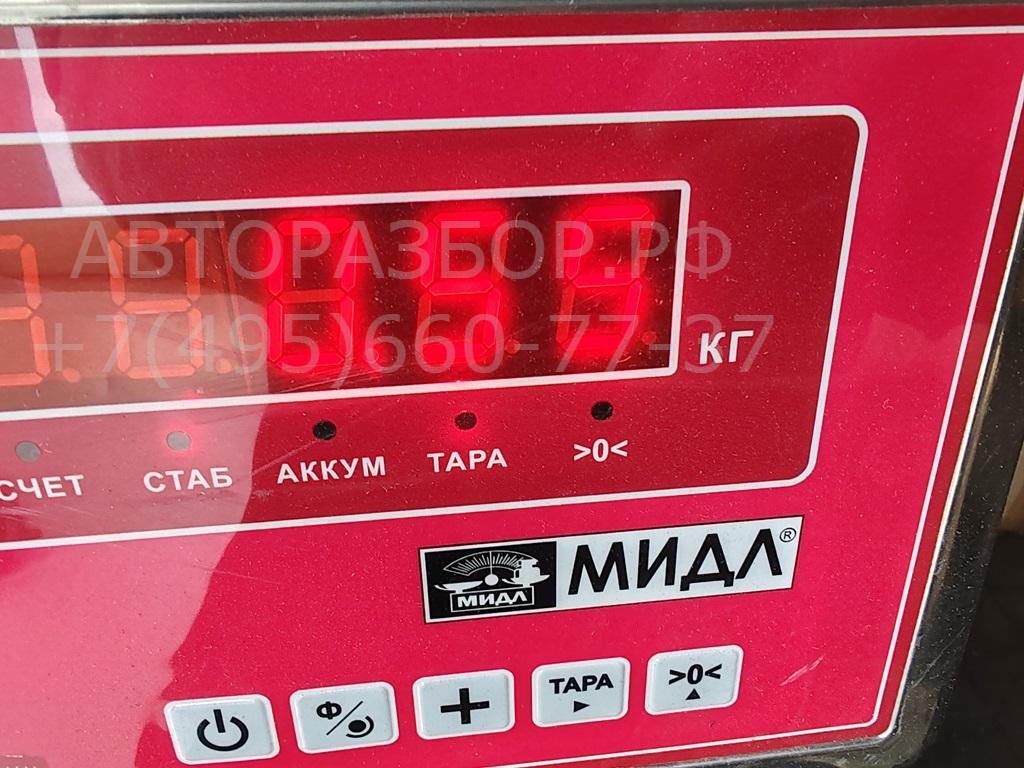 АВТОРАЗБОР.РФ
+7(495)660-77-37
КГ
СЧЕТ
СТАБ
АККУМ
ТАРА
>0<
МИДЛ
МИДЛ®
Ф
ТАРА
>0<